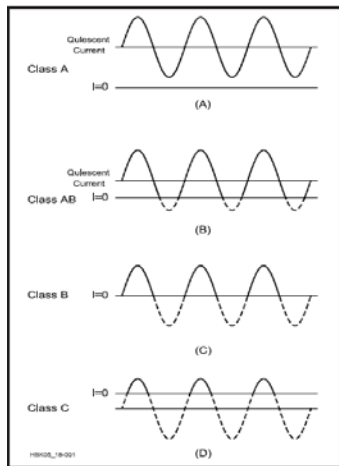 Quiescent
Current
Class A
I=0
(A)
Quiescent
Current
Class AB I=0
(B)
Class B I=0
(C)
I=0
Class C
(D)
HBK05_18-001